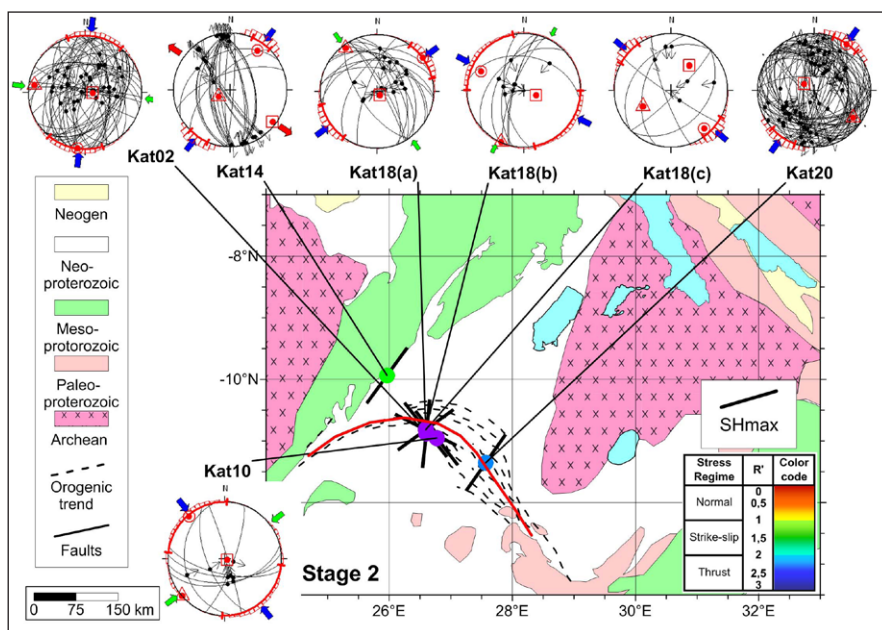 N
N
N
N
N
N
Kat02
Kat14
Kat18(a)
Kat18(b)
Kat18(c)
Kat20
Neogen
Neo-
proterozoic
Meso-
protorozoic
Paleo-
proterozoic
Archean
Orogenic
trend
Faults
0 75 150 km
-8°N
-10°N
Kat10
N
Stage 2
SHmax
Stress
Regime R' Color
code
Normal 0
0,5
1
Strike-slip 1,5
2
Thrust 2,5
3
26°E 28°E 30°E 32°E